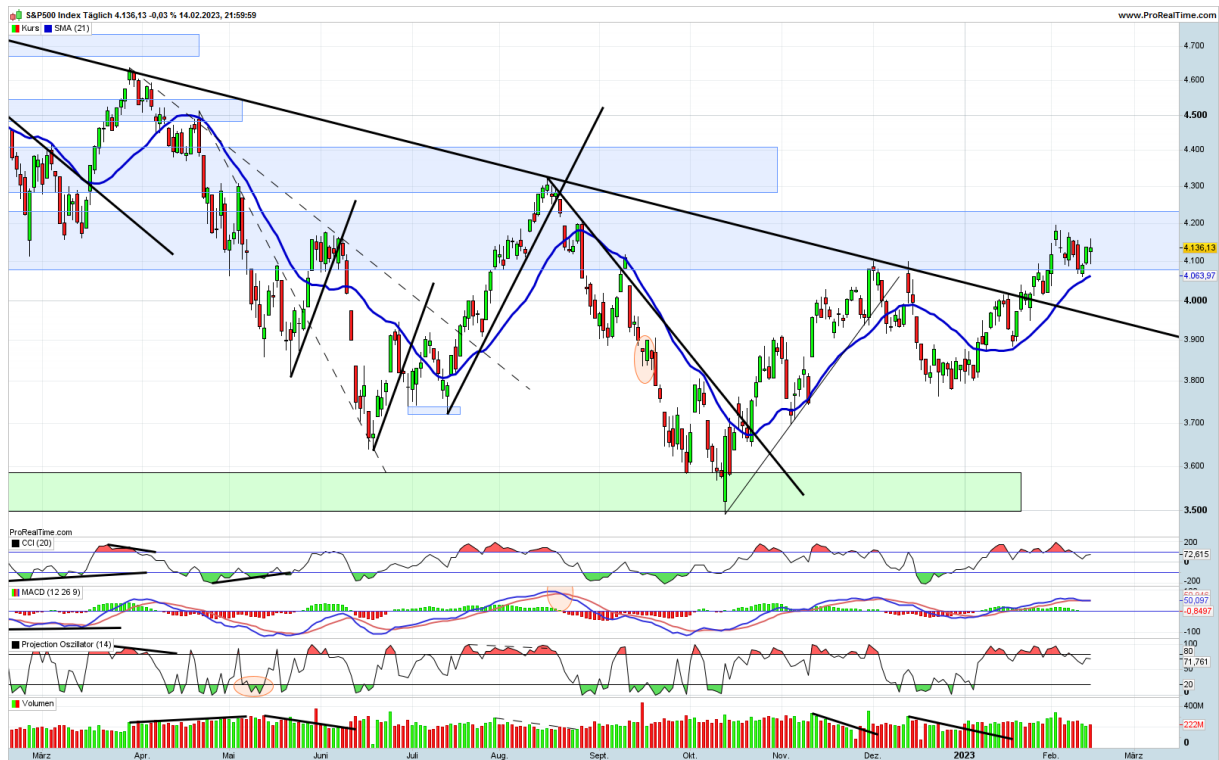 S&P500 Index Täglich 4.136,13 -0,03 % 14.02.2023, 21:59:59
www.ProRealTime.com
Kurs SMA (21)
4.700
4.600
4.500
4.400
4.300
4.200
4.136,13
4.100
4.063,97
4.000
3.900
3.800
3.700
3.600
3.500
ProRealTime.com
CCI (20)
200
72,615
0
-200
MACD (12 26 9)
50,097
-0,8497
-100
Projection Oszillator (14)
100
80
71,761
50
20
0
Volumen
400M
222M
0
März Apr. Mai Juni Juli Aug. Sept. Okt. Nov. Dez. 2023 Feb. März